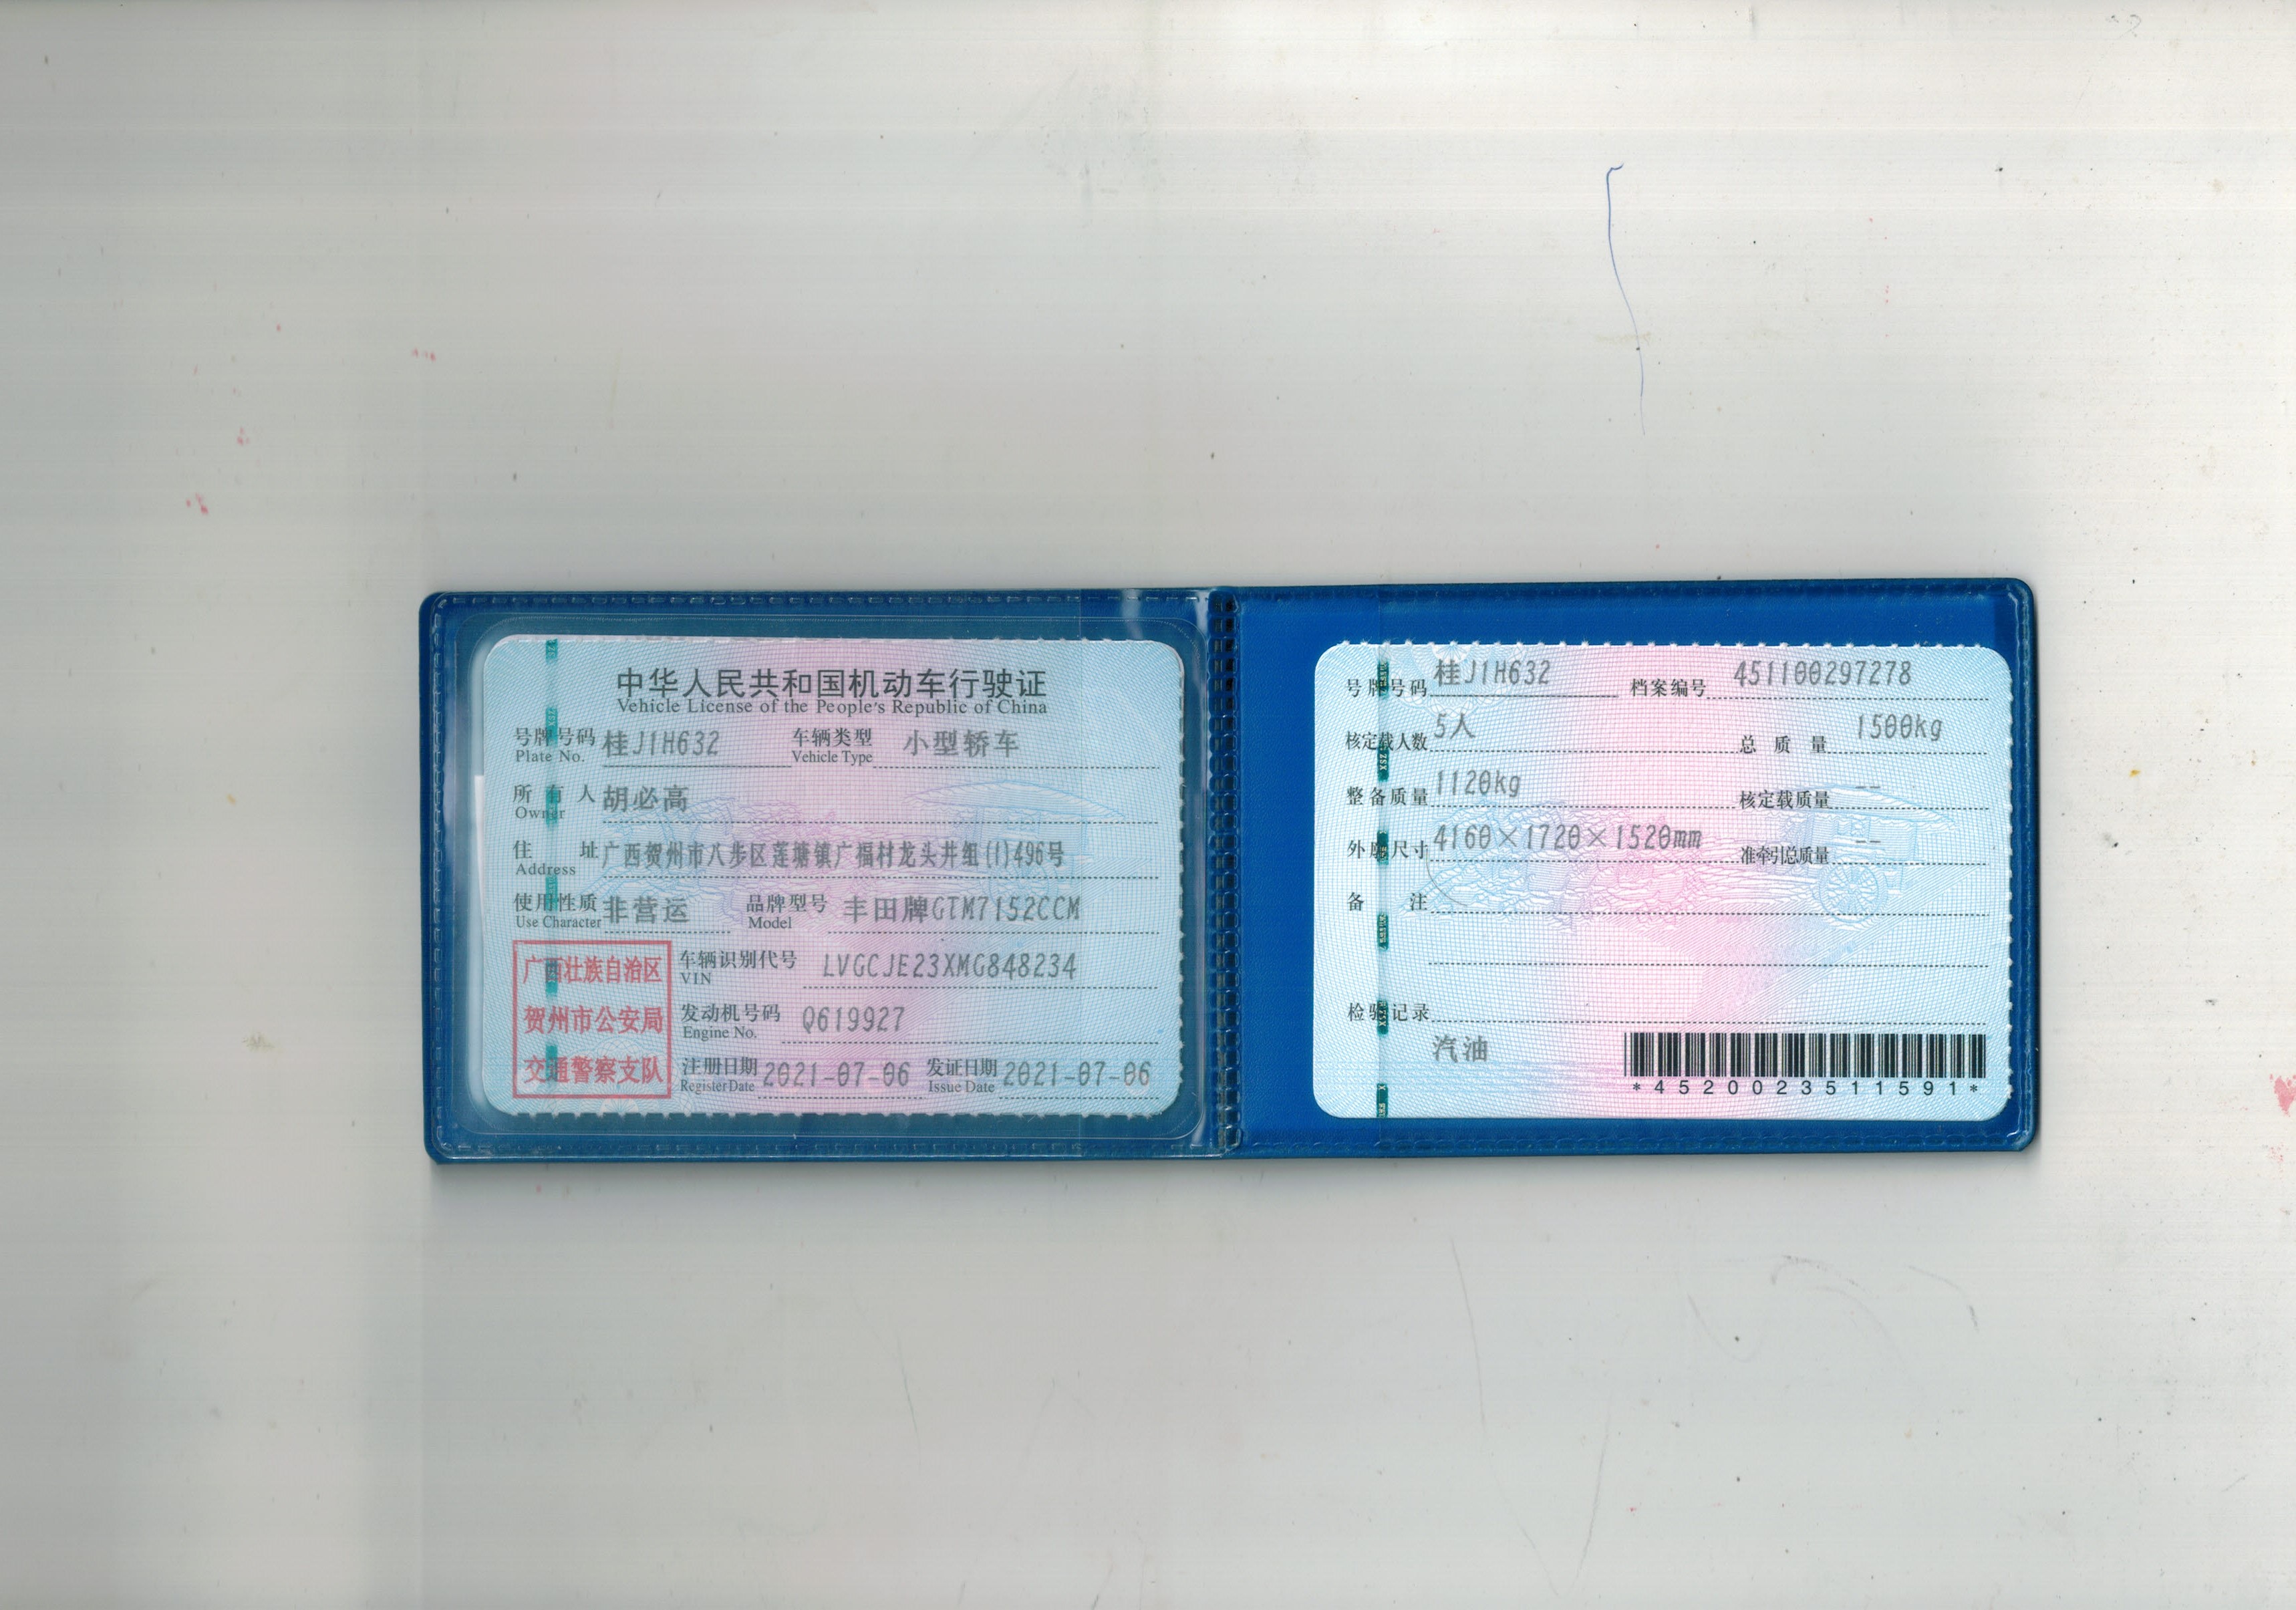 中华人民共和国机动车行驶证
Vehicle License of the People's Republic of China
号牌号码 桂J1H632 车辆类型 小型轿车
Plate No. Vehicle Type
所有人 胡必高
Owner
住址 广西贺州市八步区莲塘镇广福村龙头井组(1)496号
Address
使用性质 非营运 品牌型号 丰田牌GTM7152CCM
Use Character Model
广西壮族自治区
贺州市公安局
交通警察支队
车辆识别代号 LVGCJE23XMG848234
VIN
发动机号码 Q619927
Engine No.
注册日期 2021-07-06 发证日期 2021-07-06
Register Date Issue Date
号牌号码 桂J1H632 档案编号 451100297278
核定载人数 5人 总质量 1500kg
整备质量 1120kg 核定载质量 --
外廓尺寸 4160×1720×1520mm 准牵引总质量 --
备注
检验记录
汽油
*4520023511591*